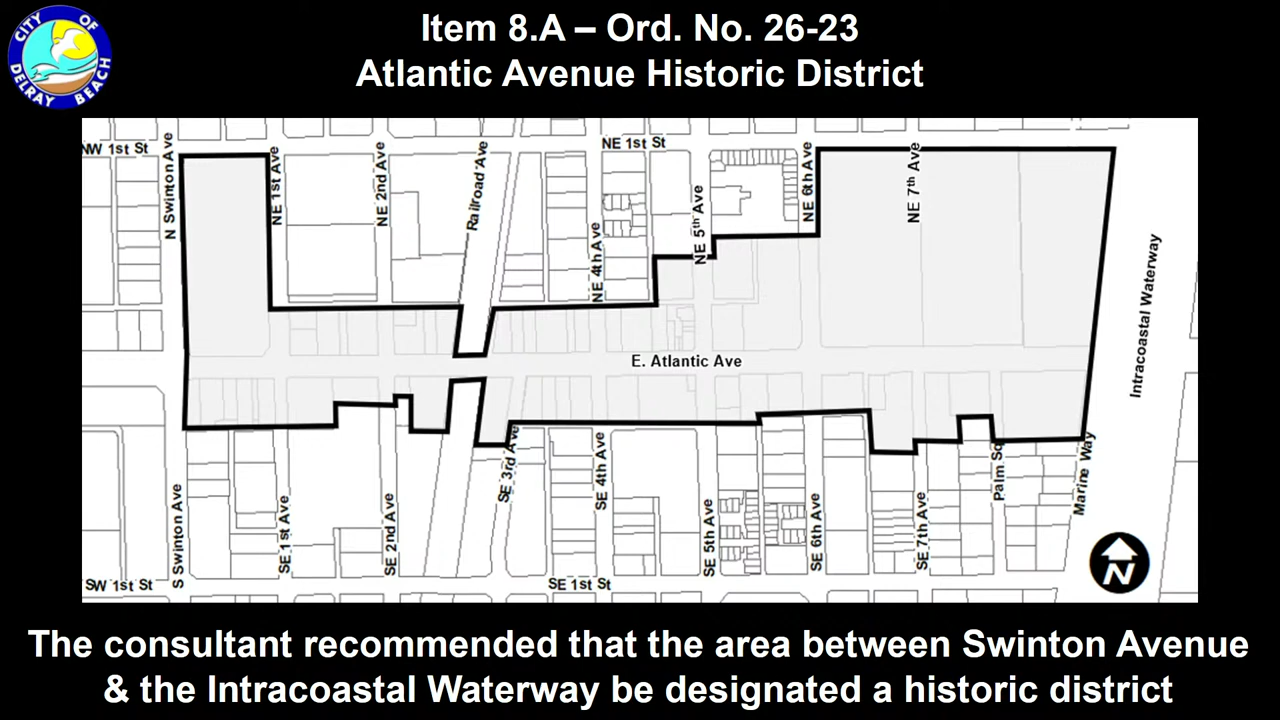 CITY OF
DELRAY BEACH
Item 8.A – Ord. No. 26-23
Atlantic Avenue Historic District
NW 1st St
N Swinton Ave
NE 1st Ave
NE 2nd Ave
Railroad Ave
NE 1st St
NE 4th Ave
NE 5th Ave
NE 6th Ave
NE 7th Ave
Intracoastal Waterway
E. Atlantic Ave
S Swinton Ave
SE 1st Ave
SE 2nd Ave
SE 3rd Ave
SE 4th Ave
SE 5th Ave
SE 6th Ave
SE 7th Ave
Palm Sq
Marine Way
SW 1st St
SE 1st St
N
The consultant recommended that the area between Swinton Avenue
& the Intracoastal Waterway be designated a historic district